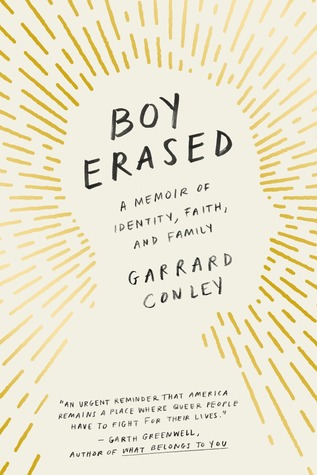 BOY
ERASED
A MEMOIR OF
IDENTITY, FAITH,
AND FAMILY
GARRARD
CONLEY
"AN URGENT REMINDER THAT AMERICA
REMAINS A PLACE WHERE QUEER PEOPLE
HAVE TO FIGHT FOR THEIR LIVES."
— GARTH GREENWELL,
AUTHOR OF WHAT BELONGS TO YOU